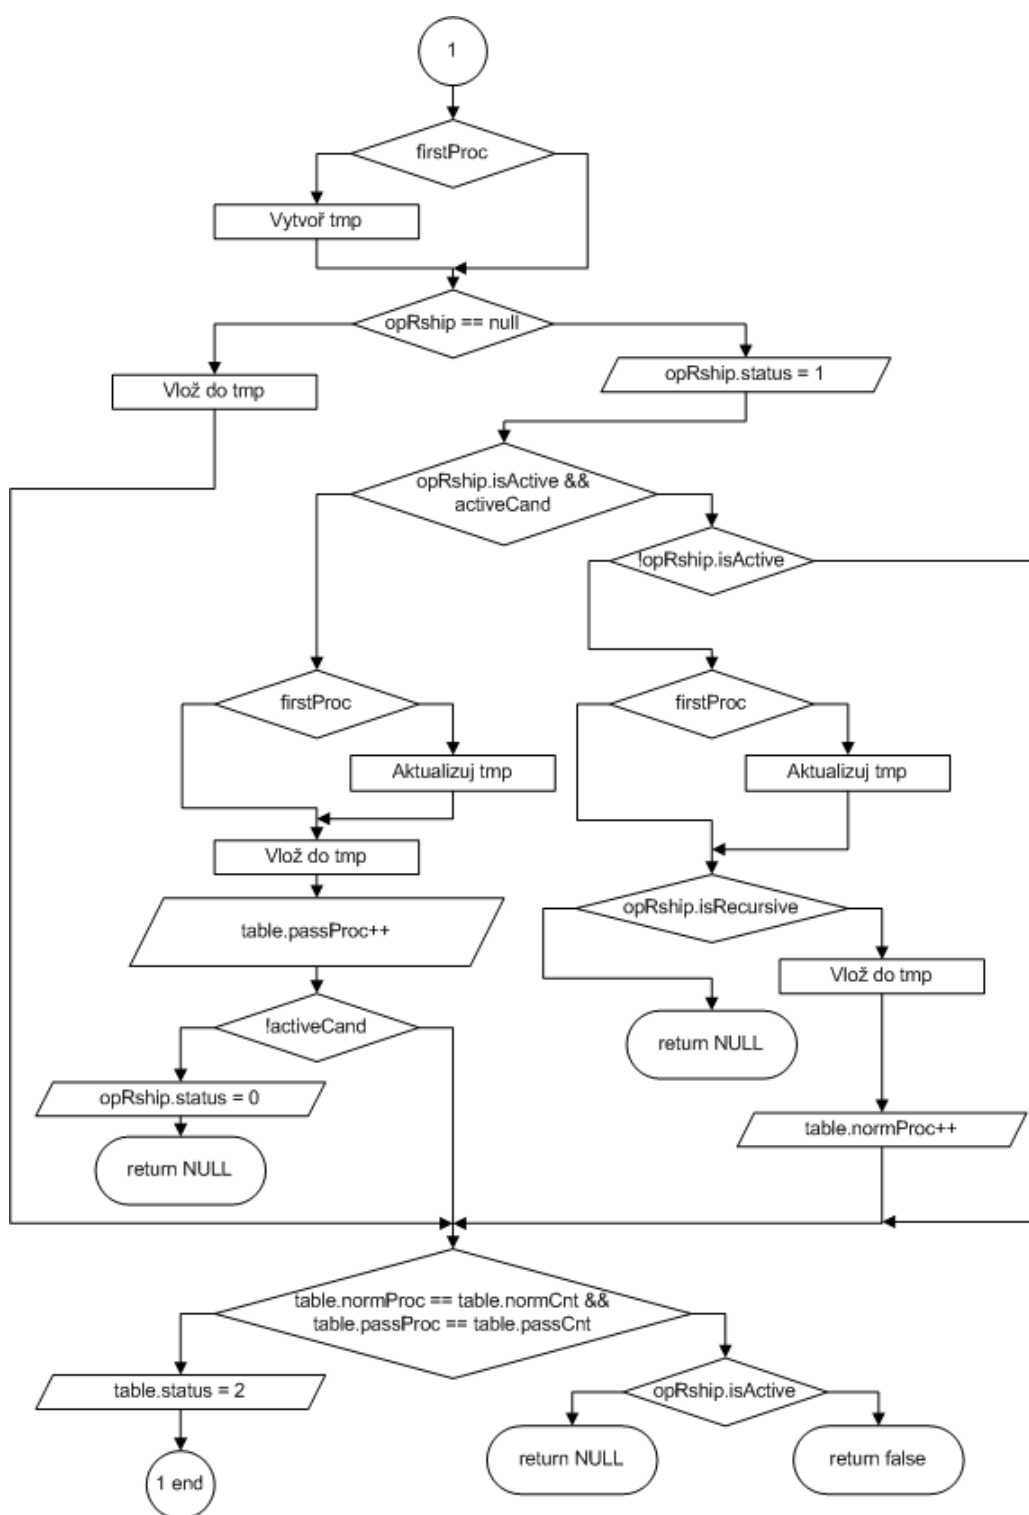 1
firstProc
Vytvoř tmp
opRship == null
Vlož do tmp
opRship.status = 1
opRship.isActive &&
activeCand
!opRship.isActive
firstProc
firstProc
Aktualizuj tmp
Aktualizuj tmp
Vlož do tmp
opRship.isRecursive
table.passProc++
Vlož do tmp
!activeCand
return NULL
opRship.status = 0
table.normProc++
return NULL
table.normProc == table.normCnt &&
table.passProc == table.passCnt
table.status = 2
opRship.isActive
return NULL
return false
1 end